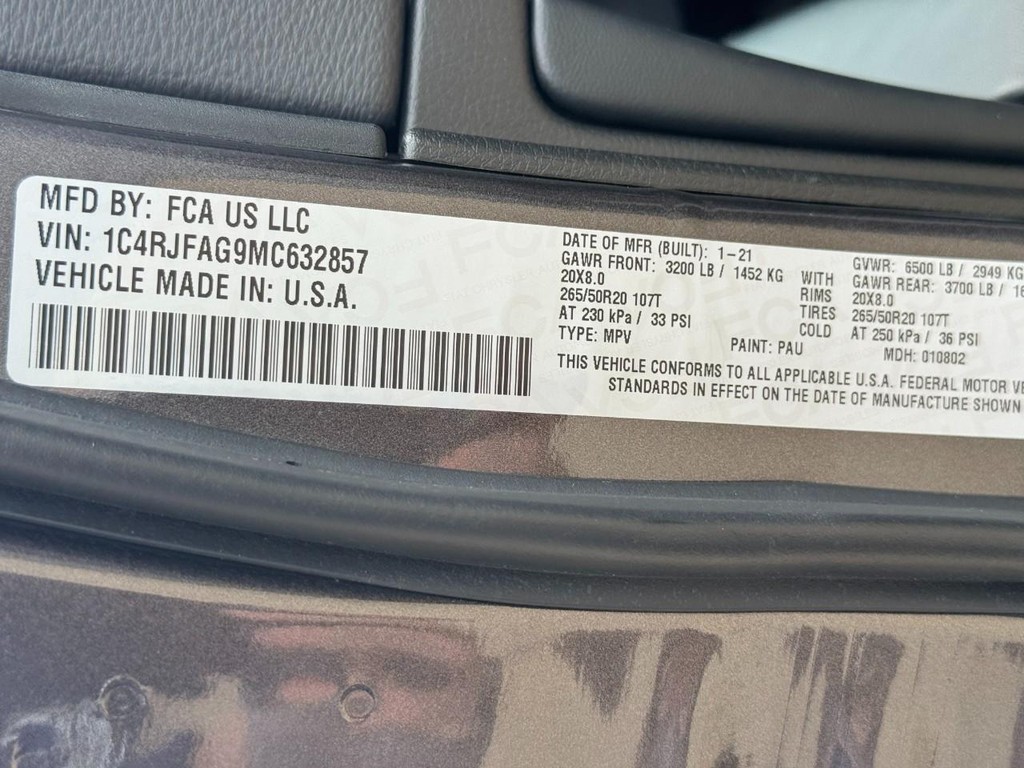 MFD BY: FCA US LLC
VIN: 1C4RJFAG9MC632857
VEHICLE MADE IN: U.S.A.
DATE OF MFR (BUILT): 1-21 GVWR: 6500 LB / 2949 KG
GAWR FRONT: 3200 LB / 1452 KG WITH GAWR REAR: 3700 LB /
20X8.0 RIMS 20X8.0
265/50R20 107T TIRES 265/50R20 107T
AT 230 kPa / 33 PSI COLD AT 250 kPa / 36 PSI
TYPE: MPV PAINT: PAU MDH: 010802
THIS VEHICLE CONFORMS TO ALL APPLICABLE U.S.A. FEDERAL MOTOR
STANDARDS IN EFFECT ON THE DATE OF MANUFACTURE SHOWN